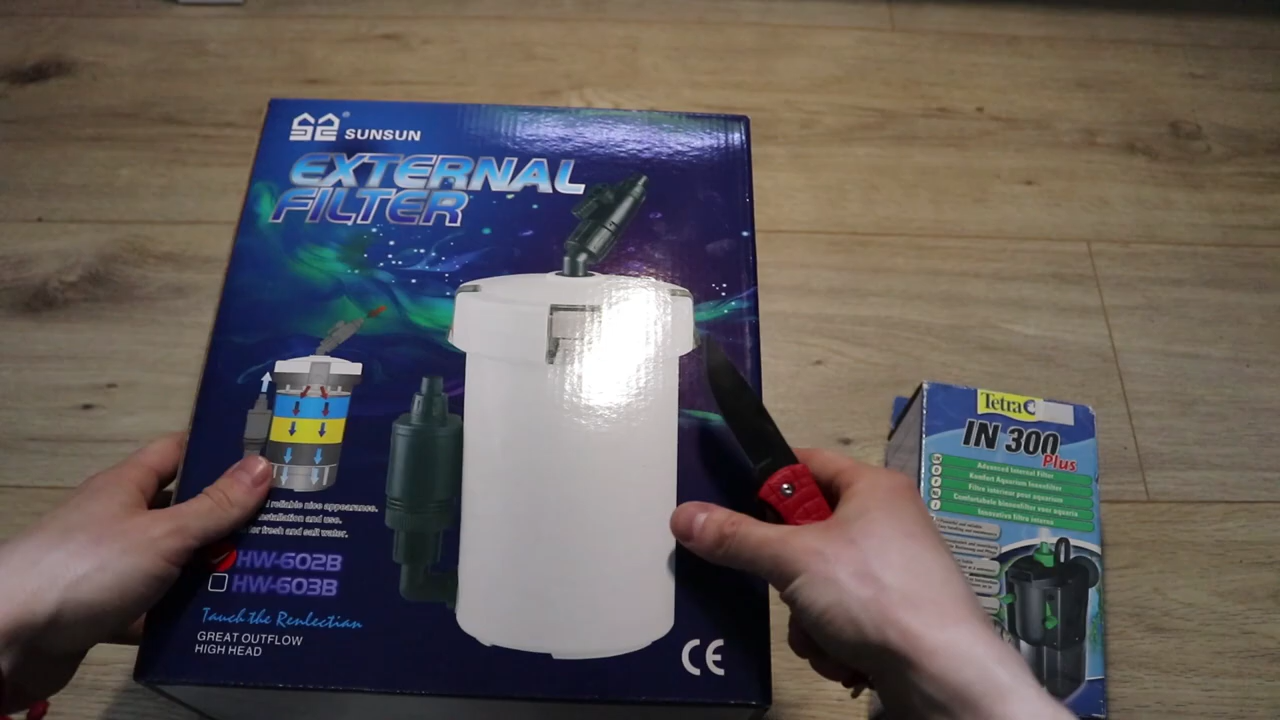 SUNSUN
EXTERNAL
FILTER
reliable nice appearance.
installation and use.
for fresh and salt water.
HW-602B
HW-603B
Tauch the Renlectian
GREAT OUTFLOW
HIGH HEAD
CE
Tetra
IN 300
Plus
Advanced Internal Filter
Komfort Aquarium Innenfilter
Filtre intérieur pour aquarium
Comfortabele binnenfilter voor aquaria
Innovativo filtro interno